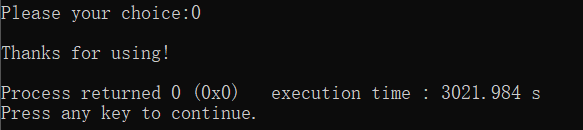 Please your choice:0
Thanks for using!
Process returned 0 (0x0)   execution time : 3021.984 s
Press any key to continue.